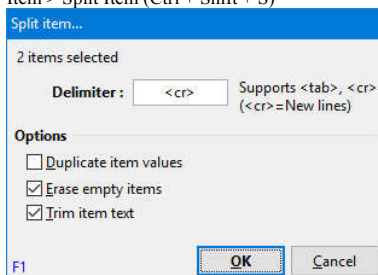 Item> Split Item (Ctrl + Shift + S)
Split item...
2 items selected
Delimiter : <cr> Supports <tab>, <cr>
(<cr>=New lines)
Options
Duplicate item values
Erase empty items
Trim item text
F1 OK Cancel